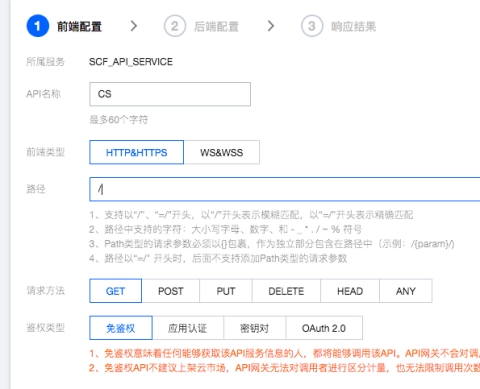 1 前端配置 > 2 后端配置 > 3 响应结果
所属服务 SCF_API_SERVICE
API名称 CS
最多60个字符
前端类型 HTTP&HTTPS WS&WSS
路径 /
1、支持以“/”、“=/”开头，以“/”开头表示模糊匹配，以“=/”开头表示精确匹配
2、路径中支持的字符：大小写字母、数字、和 - _ * . / ~ % 符号
3、Path类型的请求参数必须以{}包裹，作为独立部分包含在路径中（示例：/{param}/）
4、路径以“=/” 开头时，后面不支持添加Path类型的请求参数
请求方法 GET POST PUT DELETE HEAD ANY
鉴权类型 免鉴权 应用认证 密钥对 OAuth 2.0
1、免鉴权意味着任何能够获取该API服务信息的人，都将能够调用该API。API网关不会对调
2、免鉴权API不建议上架云市场，API网关无法对调用者进行区分计量，也无法限制调用次数